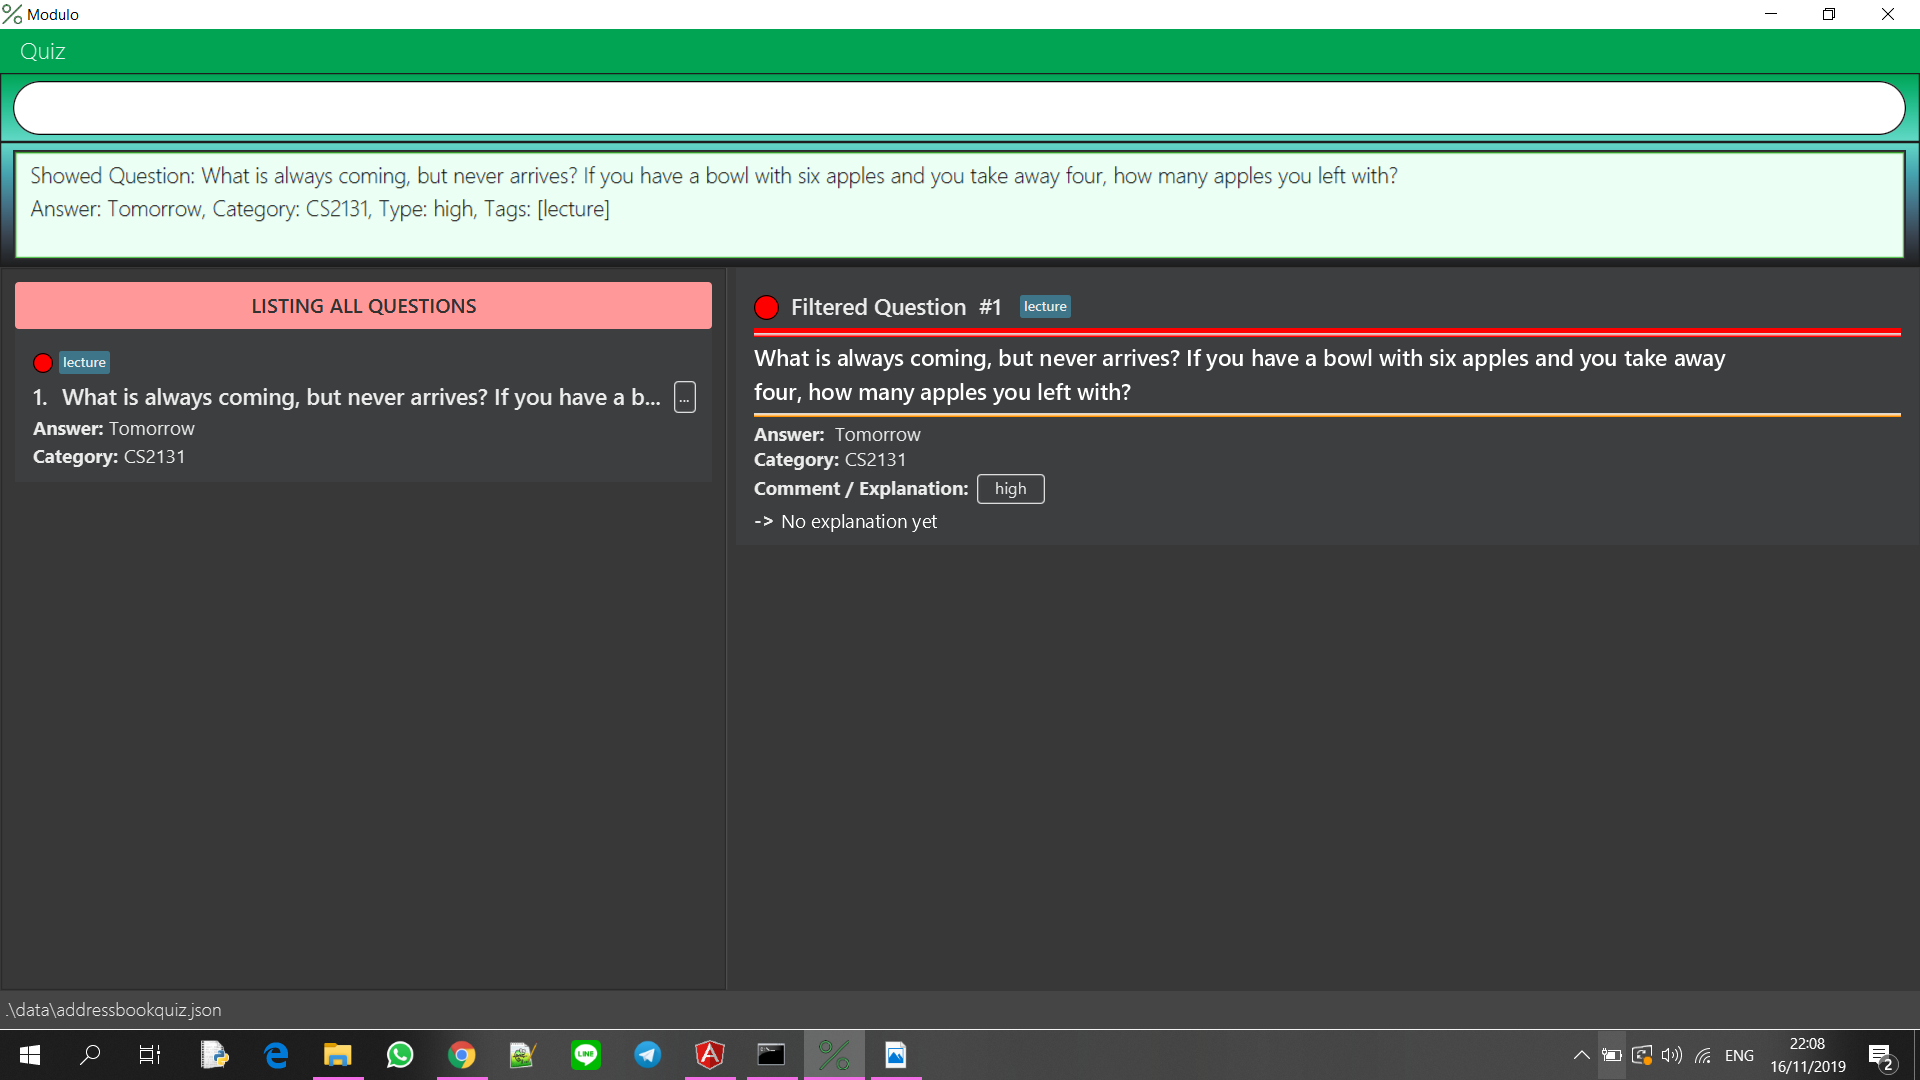 Modulo
Quiz
Showed Question: What is always coming, but never arrives? If you have a bowl with six apples and you take away four, how many apples you left with?
Answer: Tomorrow, Category: CS2131, Type: high, Tags: [lecture]
LISTING ALL QUESTIONS
lecture
1. What is always coming, but never arrives? If you have a b... ...
Answer: Tomorrow
Category: CS2131
Filtered Question #1 lecture
What is always coming, but never arrives? If you have a bowl with six apples and you take away
four, how many apples you left with?
Answer: Tomorrow
Category: CS2131
Comment / Explanation: high
-> No explanation yet
.\data\addressbookquiz.json
LINE
ENG
22:08
16/11/2019
2